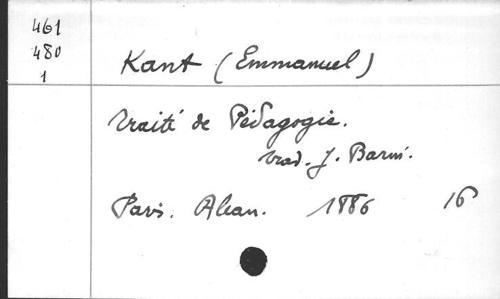 461
480
1
Kant (Emmanuel)
Traité de Pédagogie.
trad. J. Barni.
Paris. Alcan. 1886 16